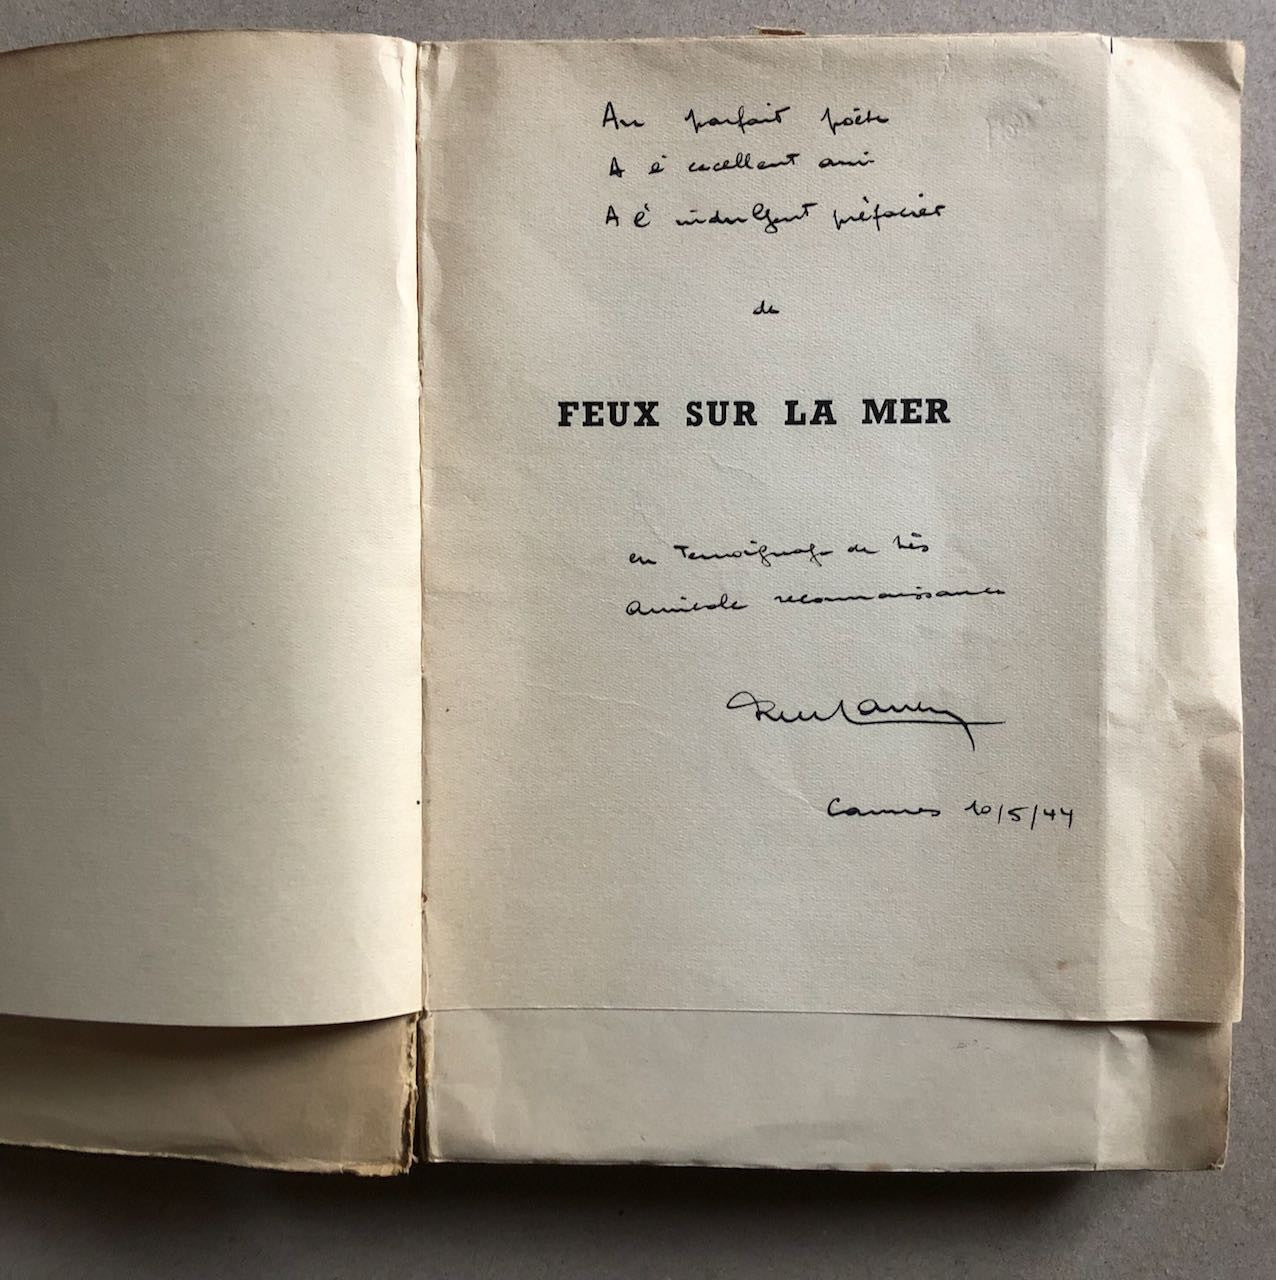 Au parfait poète
A l' excellent ami
A l' indulgent préfacier
de
FEUX SUR LA MER
en Temoignage de très
amicale reconnaissance
Cannes 10/5/44